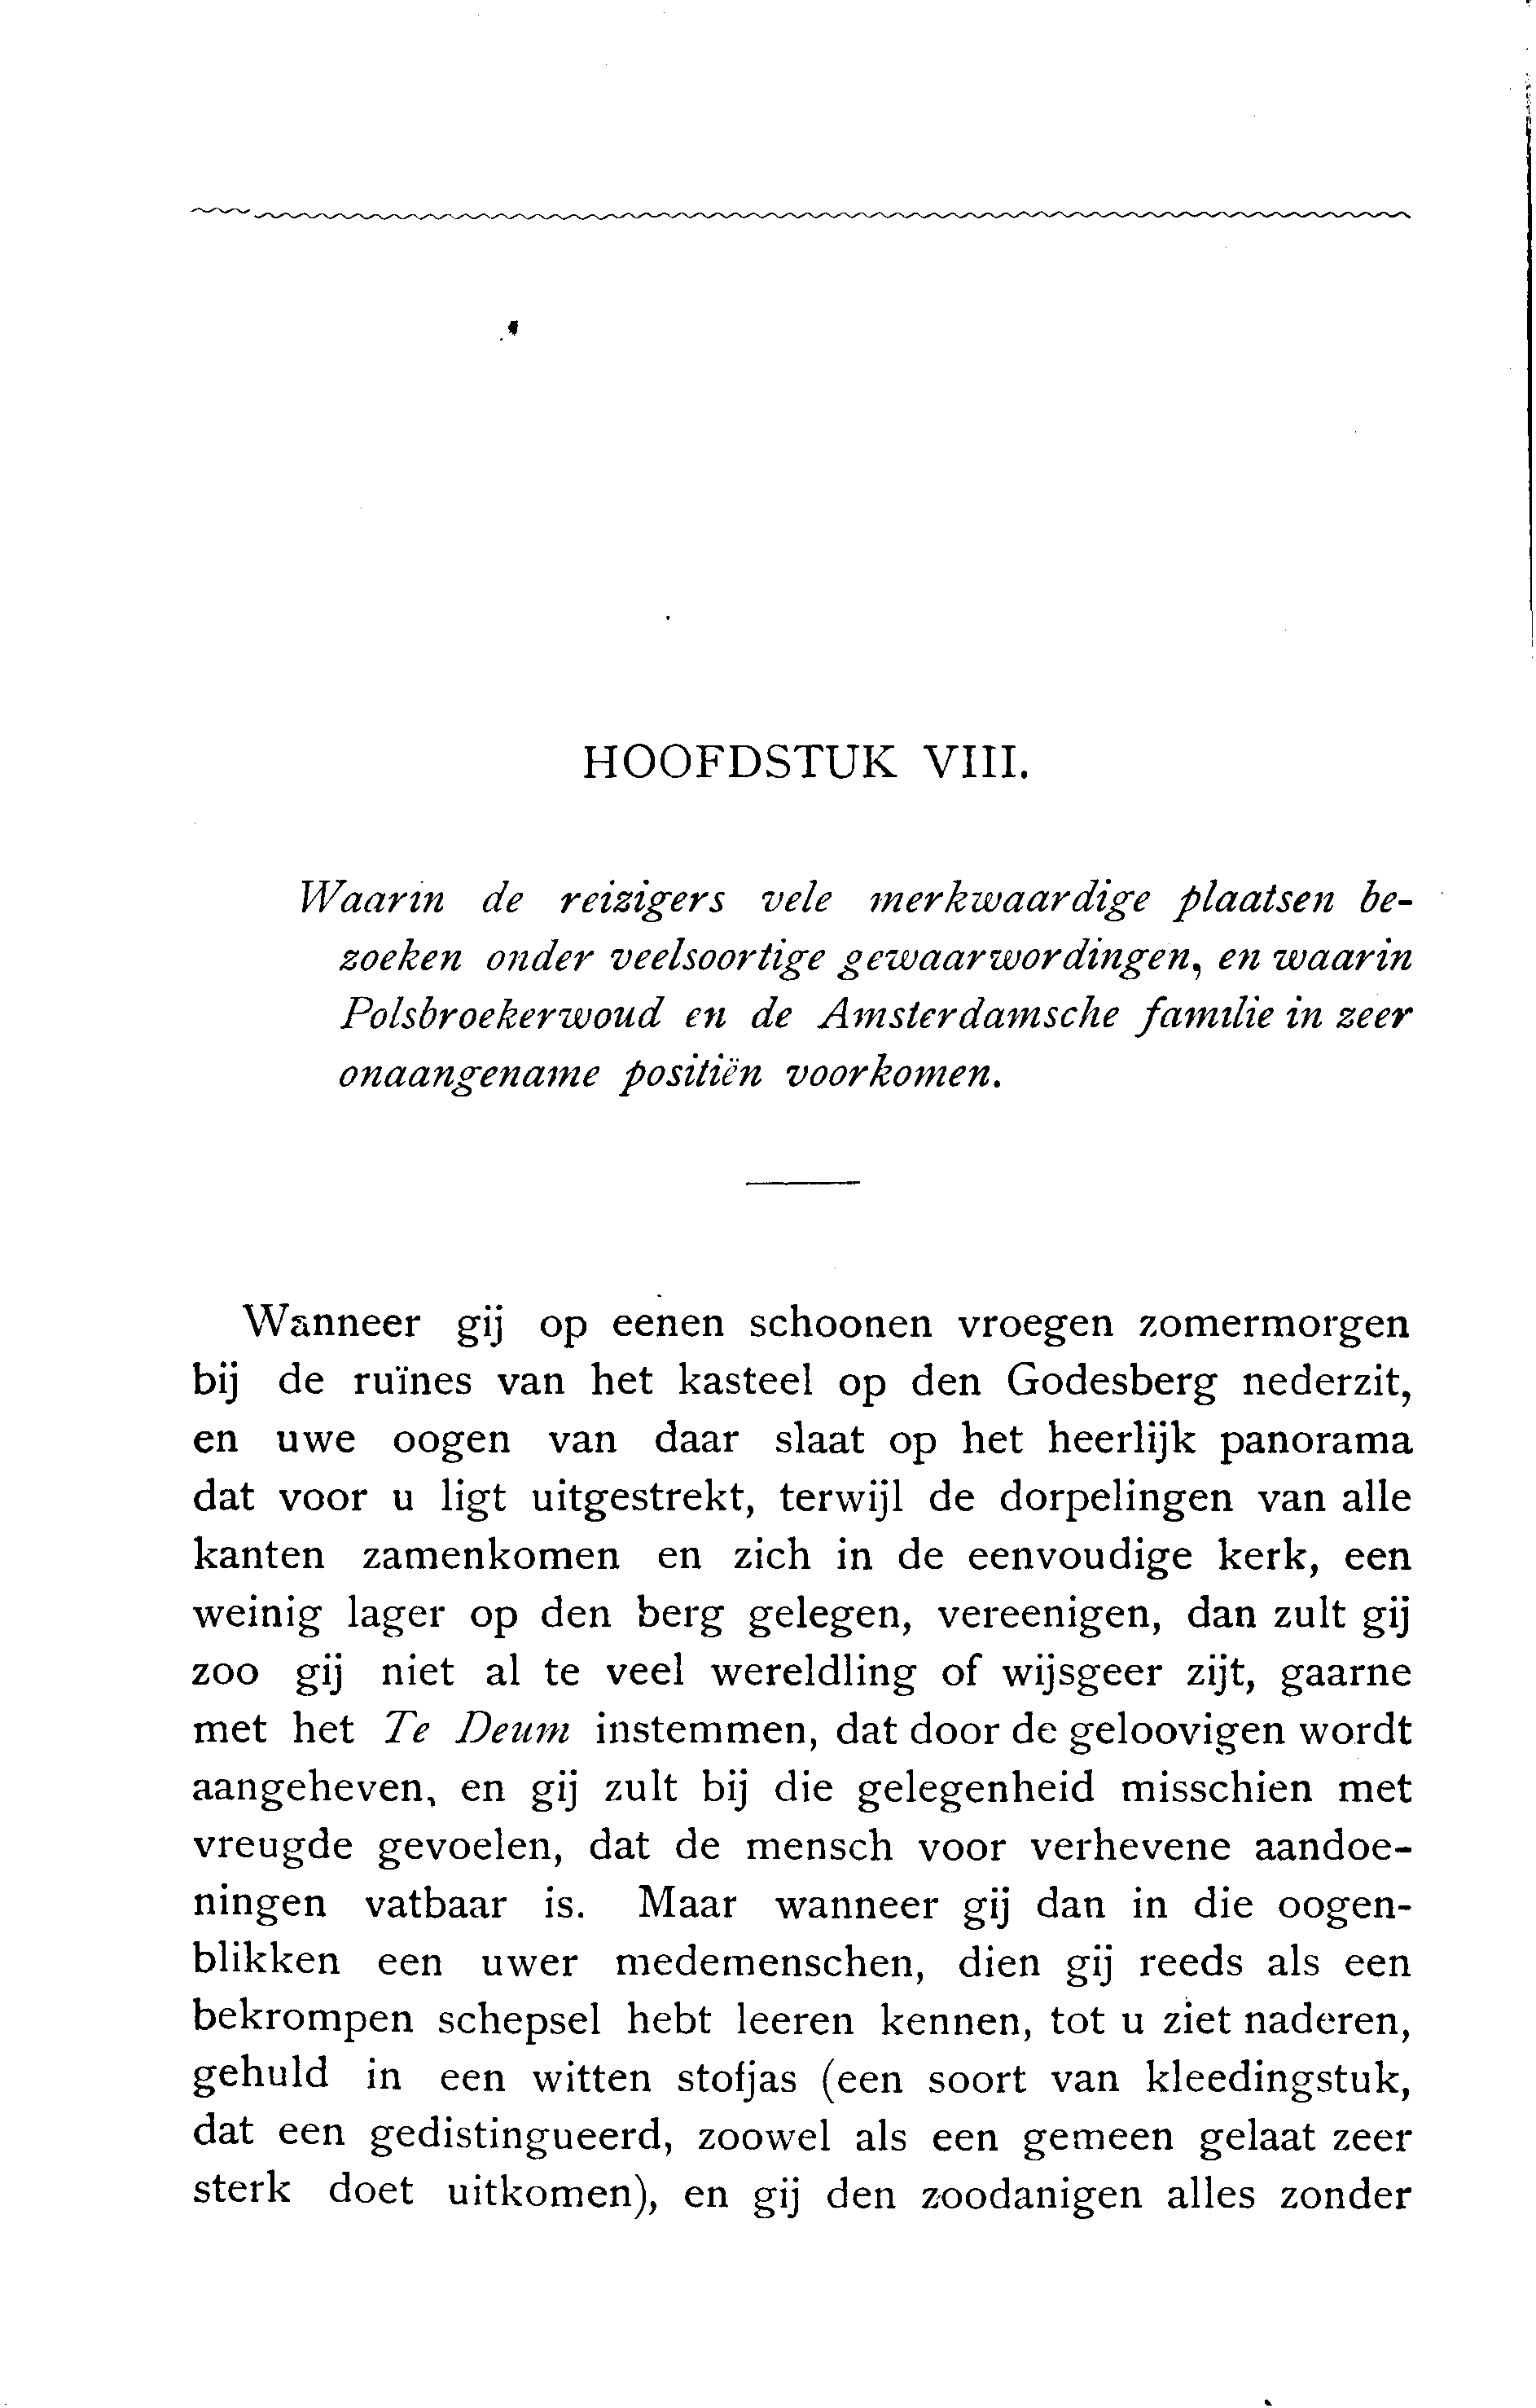 HOOFDSTUK VIII.
Waarin de reizigers vele merkwaardige plaatsen be-
zoeken onder veelsoortige gewaarwordingen, en waarin
Polsbroekerwoud en de Amsterdamsche familie in zeer
onaangename positiën voorkomen.
Wanneer gij op eenen schoonen vroegen zomermorgen
bij de ruïnes van het kasteel op den Godesberg nederzit,
en uwe oogen van daar slaat op het heerlijk panorama
dat voor u ligt uitgestrekt, terwijl de dorpelingen van alle
kanten zamenkomen en zich in de eenvoudige kerk, een
weinig lager op den berg gelegen, vereenigen, dan zult gij
zoo gij niet al te veel wereldling of wijsgeer zijt, gaarne
met het Te Deum instemmen, dat door de geloovigen wordt
aangeheven, en gij zult bij die gelegenheid misschien met
vreugde gevoelen, dat de mensch voor verhevene aandoe-
ningen vatbaar is. Maar wanneer gij dan in die oogen-
blikken een uwer medemenschen, dien gij reeds als een
bekrompen schepsel hebt leeren kennen, tot u ziet naderen,
gehuld in een witten stofjas (een soort van kleedingstuk,
dat een gedistingueerd, zoowel als een gemeen gelaat zeer
sterk doet uitkomen), en gij den zoodanigen alles zonder